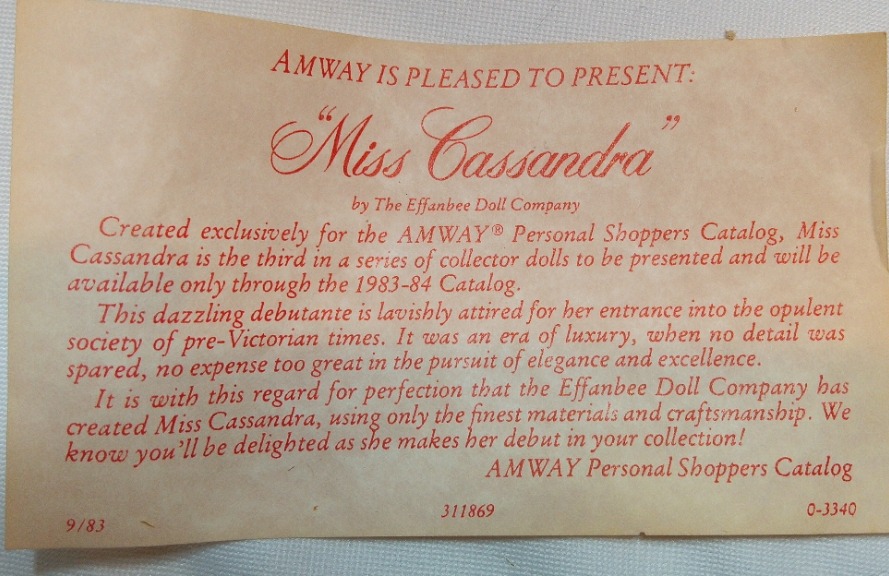 AMWAY IS PLEASED TO PRESENT:
"Miss Cassandra"
by The Effanbee Doll Company
Created exclusively for the AMWAY® Personal Shoppers Catalog, Miss
Cassandra is the third in a series of collector dolls to be presented and will be
available only through the 1983-84 Catalog.
This dazzling debutante is lavishly attired for her entrance into the opulent
society of pre-Victorian times. It was an era of luxury, when no detail was
spared, no expense too great in the pursuit of elegance and excellence.
It is with this regard for perfection that the Effanbee Doll Company has
created Miss Cassandra, using only the finest materials and craftsmanship. We
know you'll be delighted as she makes her debut in your collection!
AMWAY Personal Shoppers Catalog
9/83 311869 0-3340